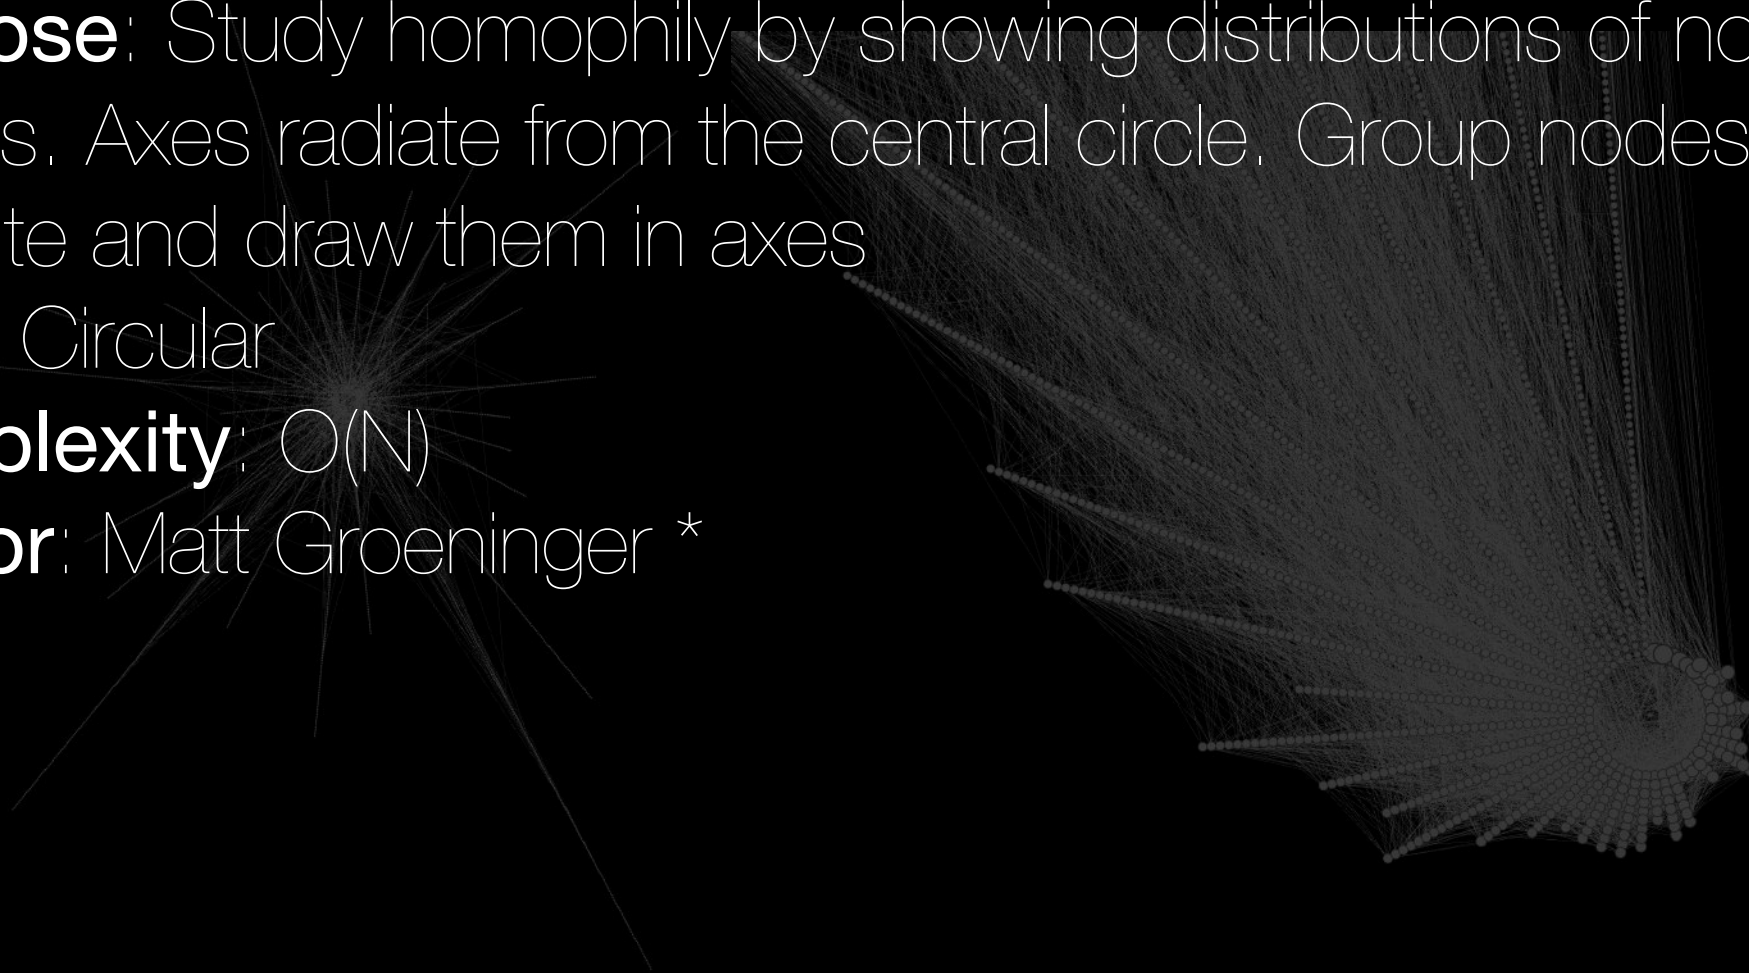 ose: Study homophily by showing distributions of no
s. Axes radiate from the central circle. Group nodes
te and draw them in axes
Circular
plexity: O(N)
or: Matt Groeninger *